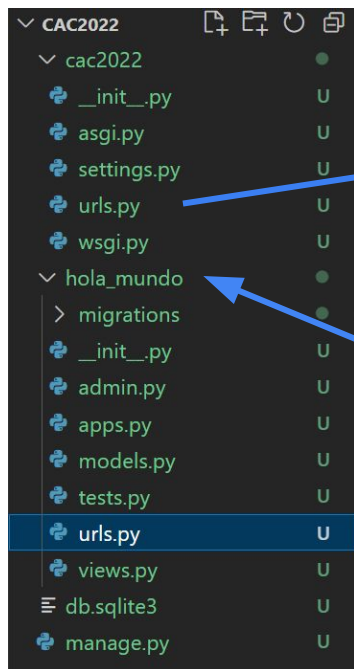 CAC2022
cac2022
__init__.py U
asgi.py U
settings.py U
urls.py U
wsgi.py U
hola_mundo
migrations
__init__.py U
admin.py U
apps.py U
models.py U
tests.py U
urls.py U
views.py U
db.sqlite3 U
manage.py U